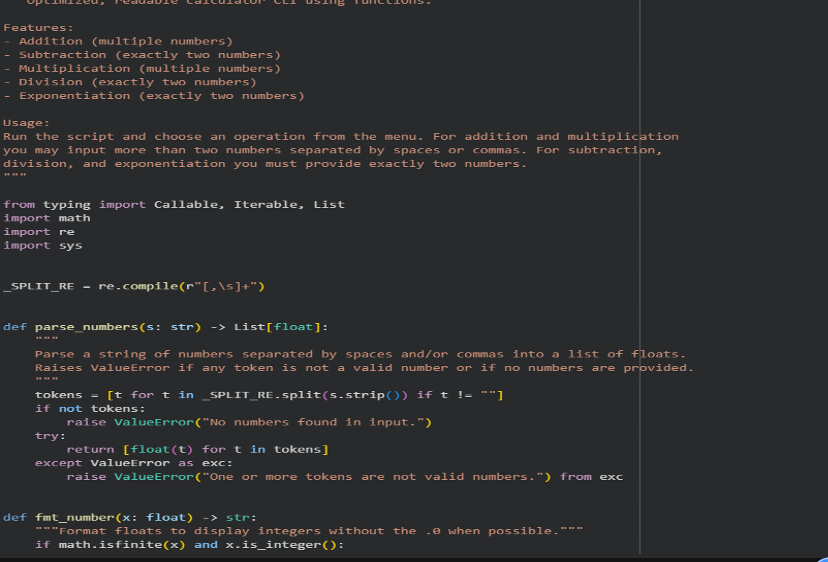 Optimized, readable calculator CLI using functions.
Features:
- Addition (multiple numbers)
- Subtraction (exactly two numbers)
- Multiplication (multiple numbers)
- Division (exactly two numbers)
- Exponentiation (exactly two numbers)
Usage:
Run the script and choose an operation from the menu. For addition and multiplication
you may input more than two numbers separated by spaces or commas. For subtraction,
division, and exponentiation you must provide exactly two numbers.
"""
from typing import Callable, Iterable, List
import math
import re
import sys
_SPLIT_RE = re.compile(r"[,\s]+")
def parse_numbers(s: str) -> List[float]:
    """
    Parse a string of numbers separated by spaces and/or commas into a list of floats.
    Raises ValueError if any token is not a valid number or if no numbers are provided.
    """
    tokens = [t for t in _SPLIT_RE.split(s.strip()) if t != ""]
    if not tokens:
        raise ValueError("No numbers found in input.")
    try:
        return [float(t) for t in tokens]
    except ValueError as exc:
        raise ValueError("One or more tokens are not valid numbers.") from exc
def fmt_number(x: float) -> str:
    """Format floats to display integers without the .0 when possible."""
    if math.isfinite(x) and x.is_integer():